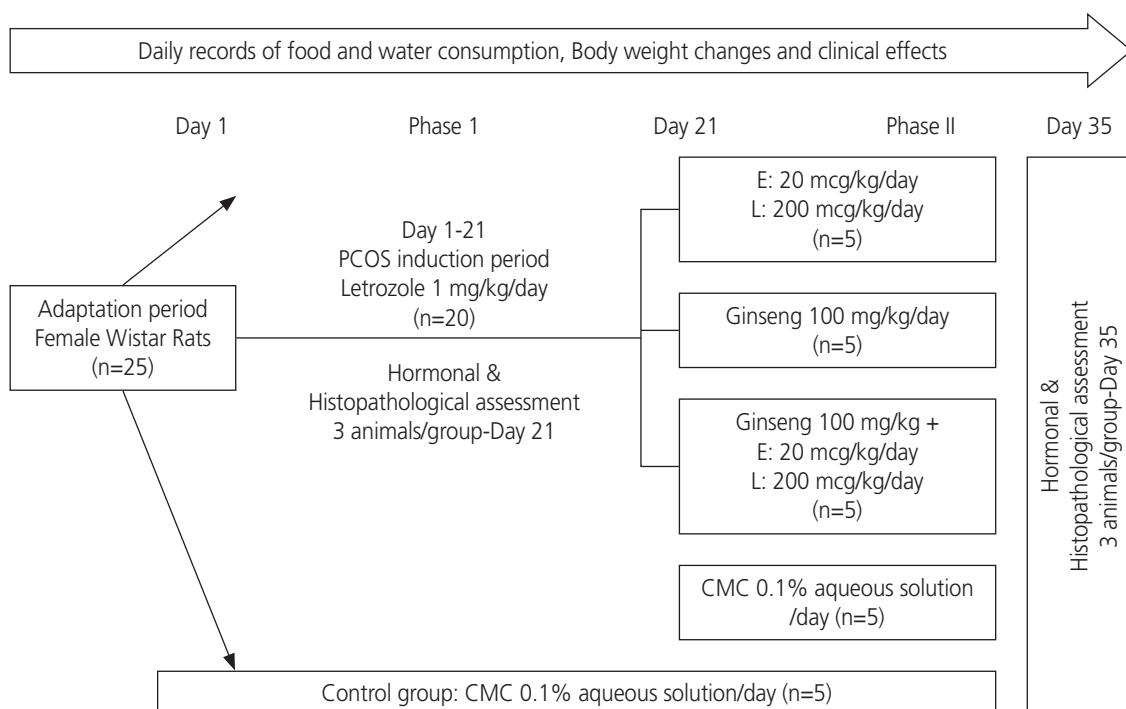 Daily records of food and water consumption, Body weight changes and clinical effects
Day 1
Phase 1
Day 21
Phase II
Day 35
Adaptation period
Female Wistar Rats
(n=25)
Day 1-21
PCOS induction period
Letrozole 1 mg/kg/day
(n=20)
Hormonal &
Histopathological assessment
3 animals/group-Day 21
E: 20 mcg/kg/day
L: 200 mcg/kg/day
(n=5)
Ginseng 100 mg/kg/day
(n=5)
Ginseng 100 mg/kg +
E: 20 mcg/kg/day
L: 200 mcg/kg/day
(n=5)
CMC 0.1% aqueous solution
/day (n=5)
Control group: CMC 0.1% aqueous solution/day (n=5)
Hormonal &
Histopathological assessment
3 animals/group-Day 35